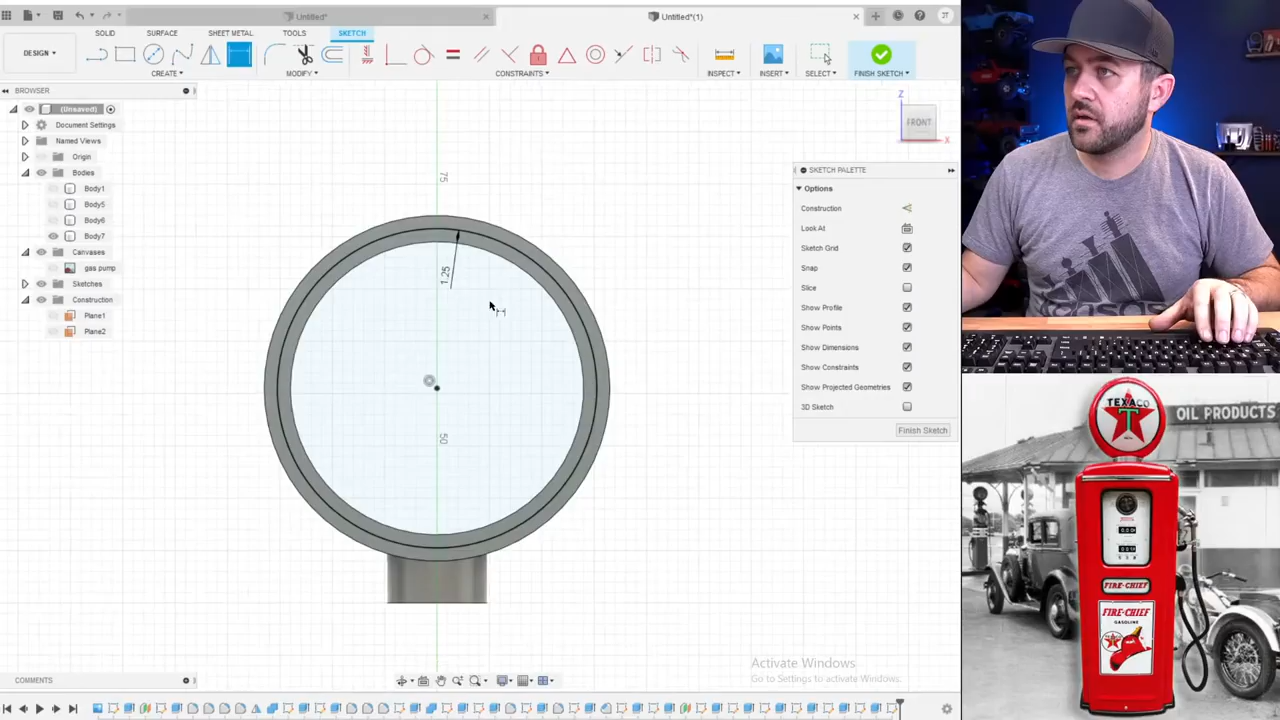 Untitled*
Untitled*(1)
JT
SOLID
SURFACE
SHEET METAL
TOOLS
SKETCH
DESIGN
CREATE
MODIFY
CONSTRAINTS
INSPECT
INSERT
SELECT
FINISH SKETCH
BROWSER
(Unsaved)
Document Settings
Named Views
Origin
Bodies
Body1
Body5
Body6
Body7
Canvases
gas pump
Sketches
Construction
Plane1
Plane2
75
1.25
50
Z
FRONT
X
SKETCH PALETTE
Options
Construction
Look At
Sketch Grid
Snap
Slice
Show Profile
Show Points
Show Dimensions
Show Constraints
Show Projected Geometries
3D Sketch
Finish Sketch
Activate Windows
Go to Settings to activate Windows.
COMMENTS
TEXACO
T
OIL PRODUCTS
FIRE-CHIEF
FIRE-CHIEF
GASOLINE